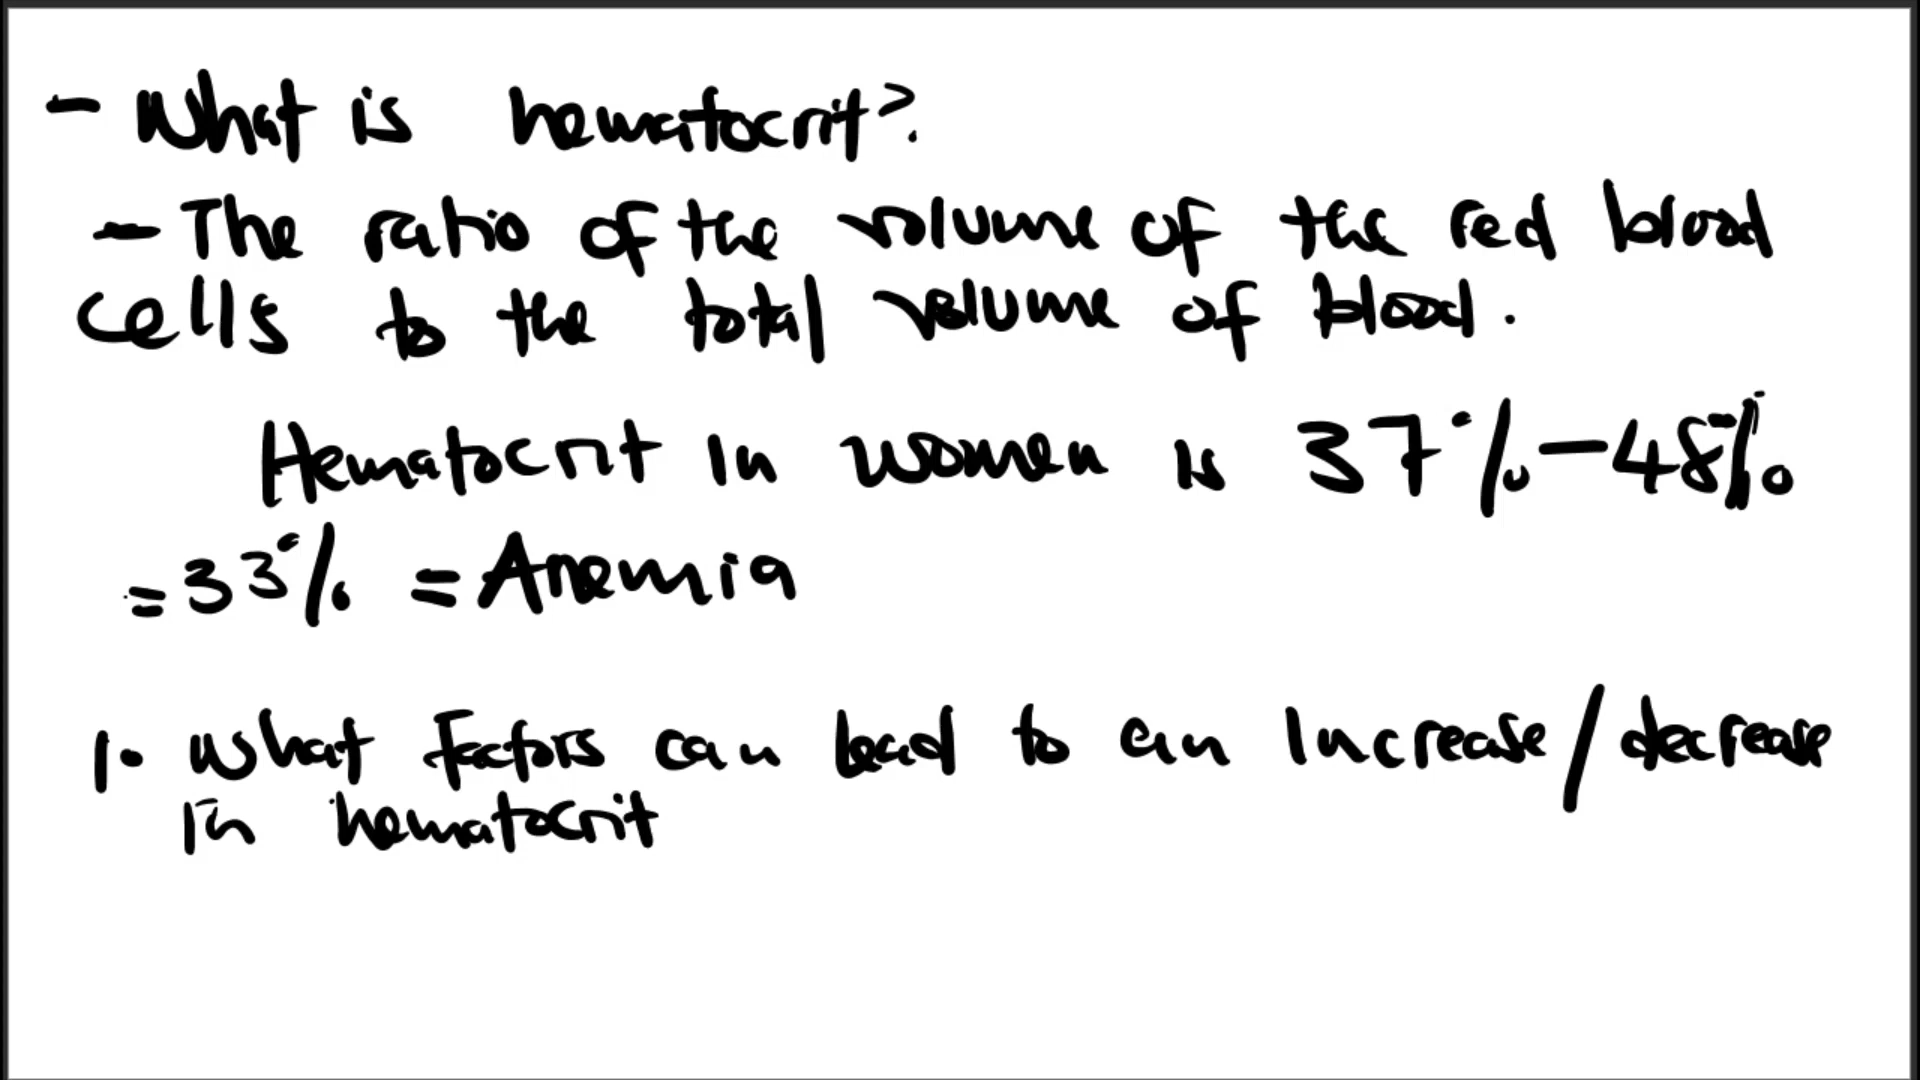 - What is hematocrit?
- The ratio of the volume of the red blood
cells to the total volume of blood.
Hematocrit in women is 37% - 48%
= 33% = Anemia
1. What factors can lead to an increase/decrease
in hematocrit